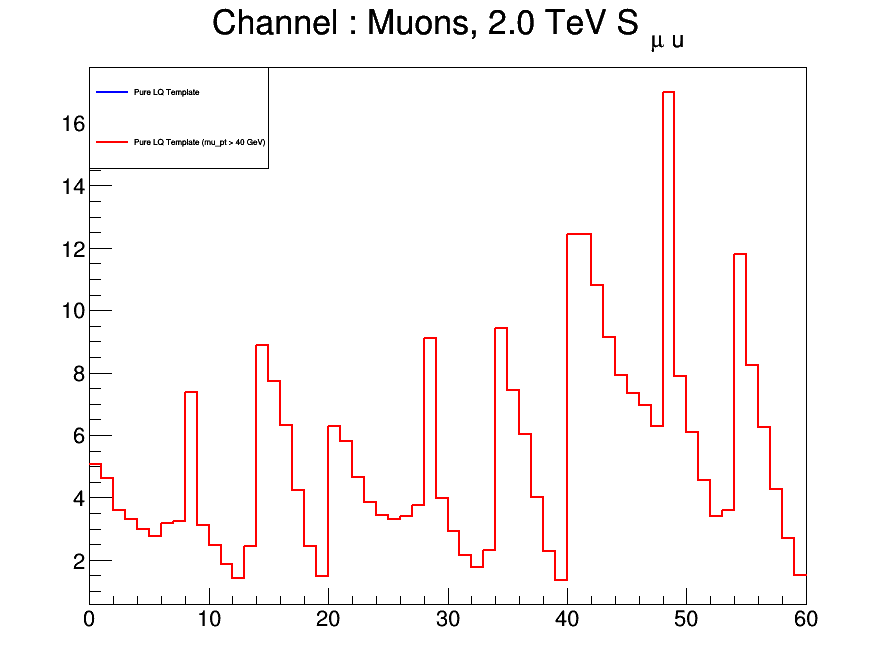 Channel : Muons, 2.0 TeV S μ u
Pure LQ Template
Pure LQ Template (mu_pt > 40 GeV)
16
14
12
10
8
6
4
2
0 10 20 30 40 50 60